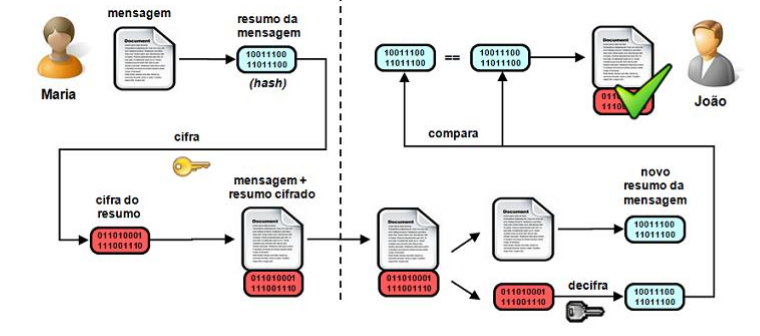 mensagem
resumo da
mensagem
Document
10011100
11011100
(hash)
Maria
cifra
cifra do
resumo
011010001
111001110
mensagem +
resumo cifrado
Document
011010001
111001110
10011100
11011100
==
10011100
11011100
Document
João
compara
Document
011010001
111001110
Document
novo
resumo da
mensagem
10011100
11011100
011010001
111001110
decifra
10011100
11011100